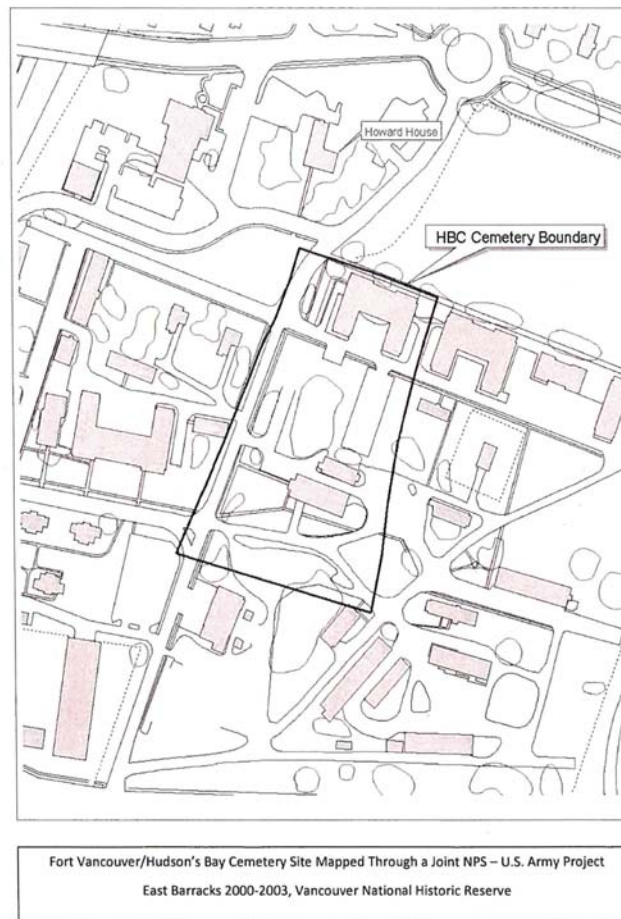 Howard House
HBC Cemetery Boundary
Fort Vancouver/Hudson's Bay Cemetery Site Mapped Through a Joint NPS – U.S. Army Project
East Barracks 2000-2003, Vancouver National Historic Reserve